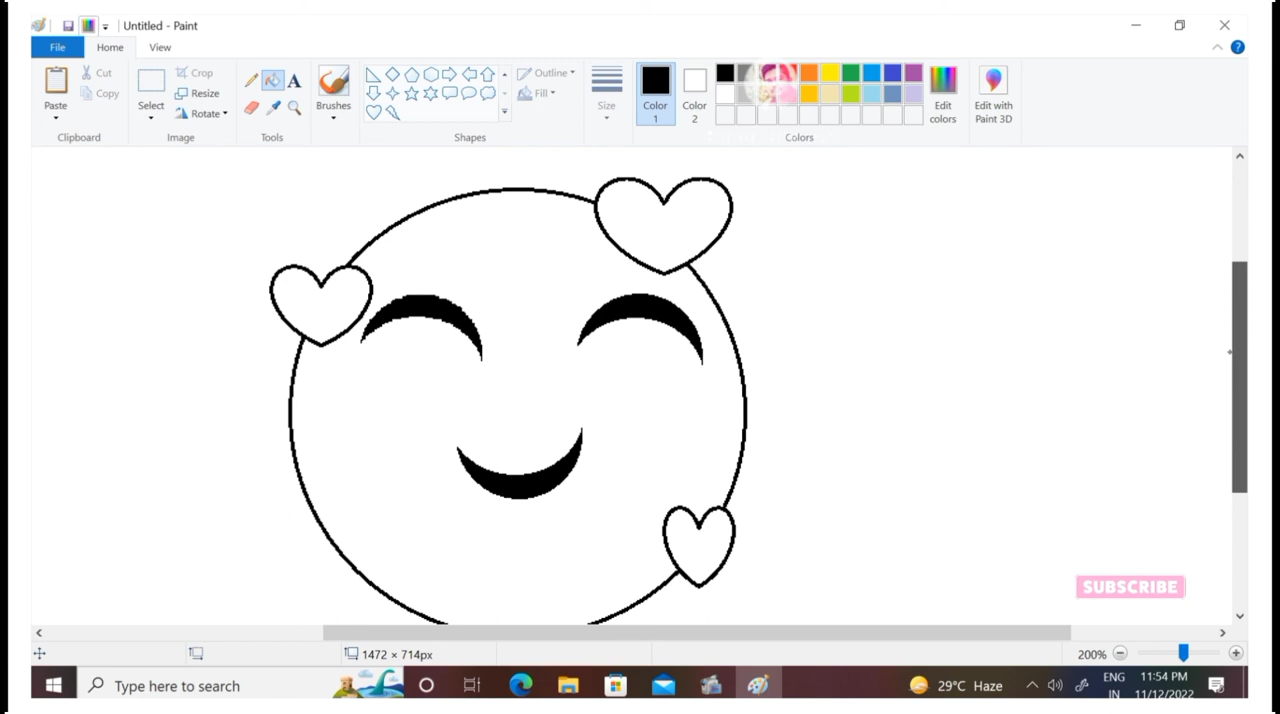 Untitled - Paint
File Home View
Cut
Copy
Paste
Clipboard
Crop
Resize
Rotate
Select
Image
A
Tools
Brushes
Outline
Fill
Shapes
Size
Color 1
Color 2
Edit colors
Colors
Edit with Paint 3D
SUBSCRIBE
1472 × 714px
200%
Type here to search
29°C Haze
ENG
IN
11:54 PM
11/12/2022